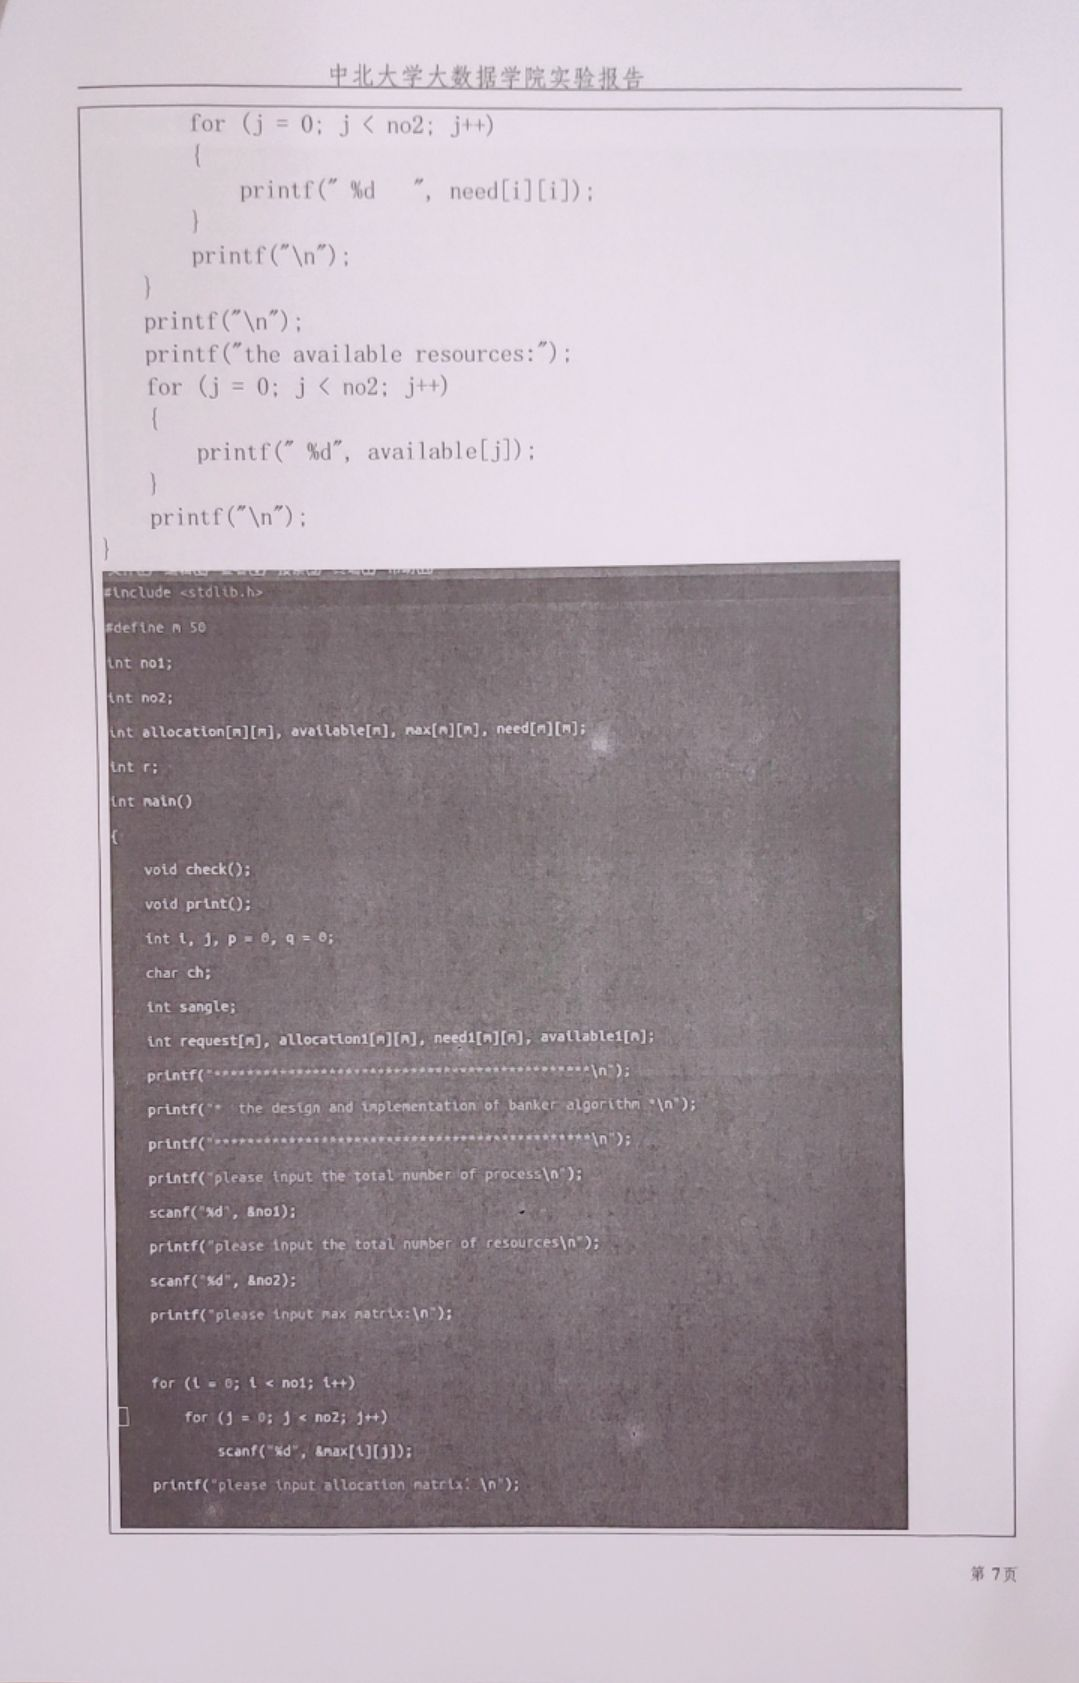 中北大学大数据学院实验报告
for (j = 0; j < no2; j++)
{
printf(" %d   ", need[i][i]);
}
printf("\n");
}
printf("\n");
printf("the available resources:");
for (j = 0; j < no2; j++)
{
printf(" %d", available[j]);
}
printf("\n");
}
#include <stdlib.h>
#define m 50
int no1;
int no2;
int allocation[m][m], available[m], max[m][m], need[m][m];
int r;
int main()
{
void check();
void print();
int i, j, p = 0, q = 0;
char ch;
int sangle;
int request[m], allocation1[m][m], need1[m][m], available1[m];
printf("**********************************************\n");
printf("*  the design and implementation of banker algorithm *\n");
printf("**********************************************\n");
printf("please input the total number of process\n");
scanf("%d", &no1);
printf("please input the total number of resources\n");
scanf("%d", &no2);
printf("please input max matrix:\n");
for (i = 0; i < no1; i++)
for (j = 0; j < no2; j++)
scanf("%d", &max[i][j]);
printf("please input allocation matrix: \n");
第 7页